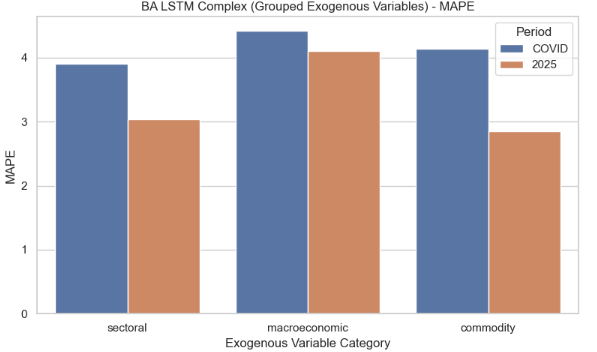 BA LSTM Complex (Grouped Exogenous Variables) - MAPE
Period
COVID
2025
4
3
2
1
0
MAPE
sectoral
macroeconomic
commodity
Exogenous Variable Category